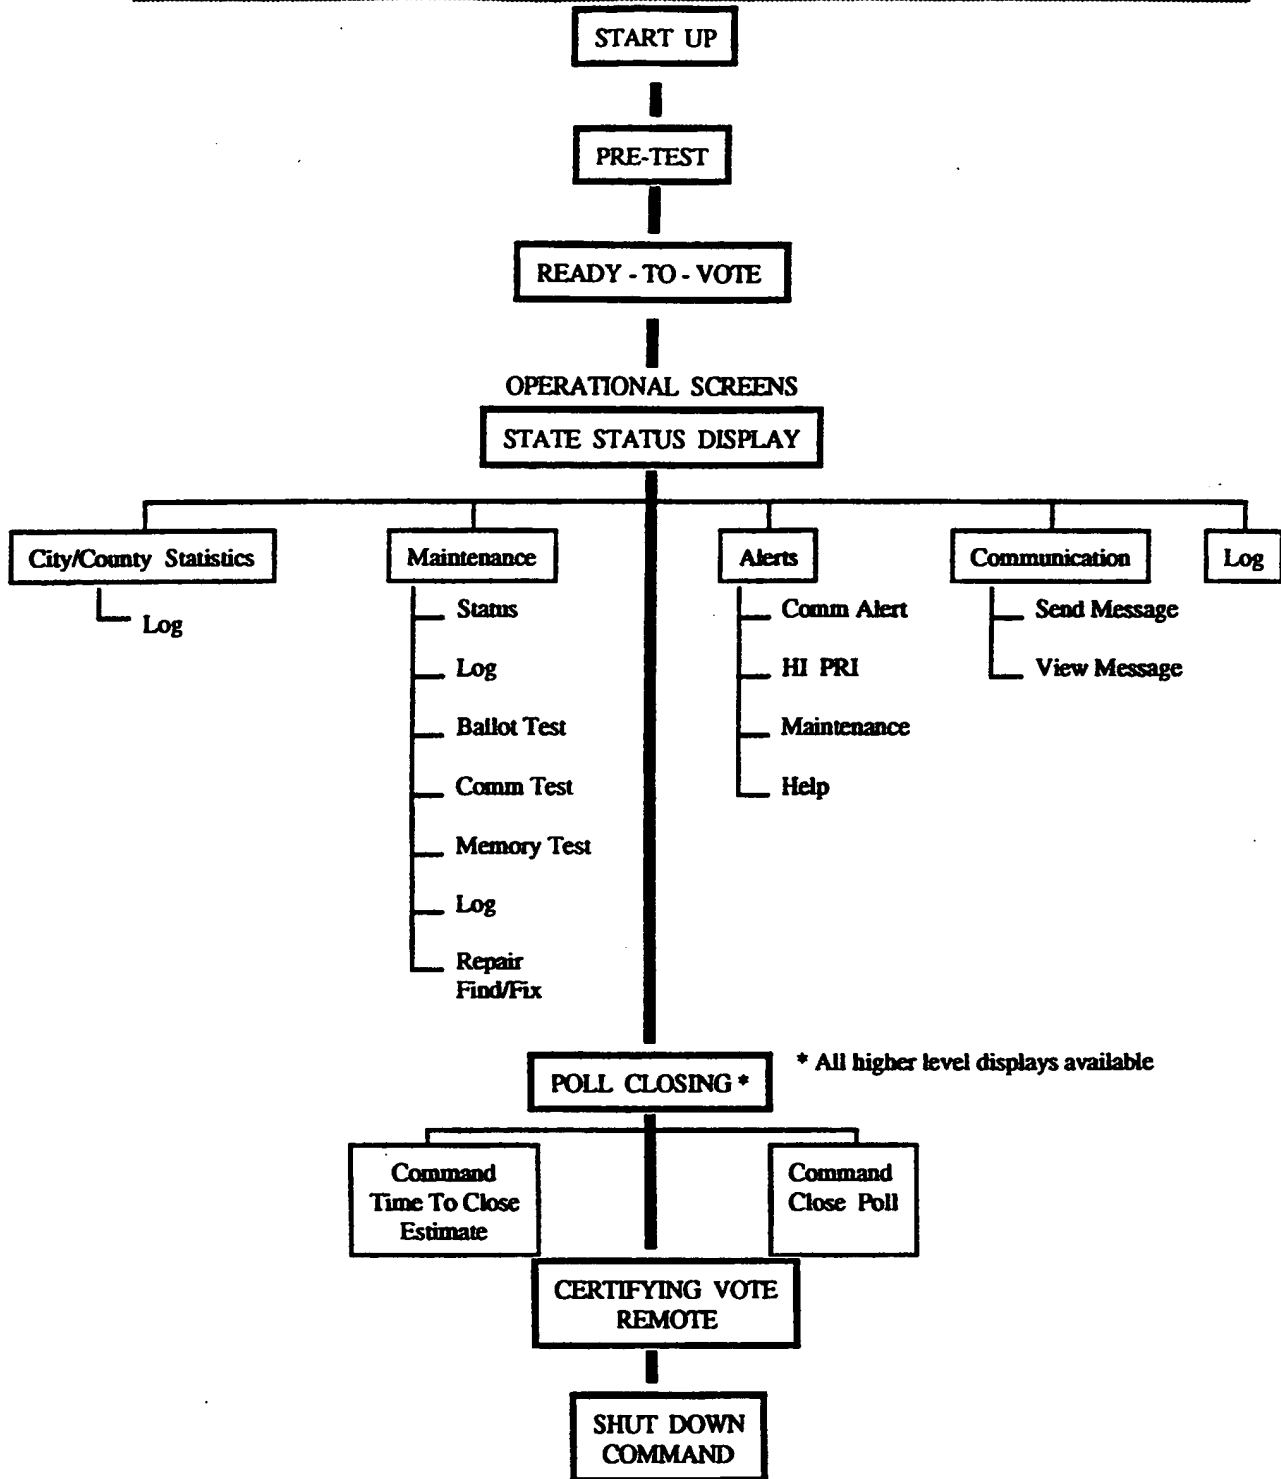 START UP
PRE-TEST
READY - TO - VOTE
OPERATIONAL SCREENS
STATE STATUS DISPLAY
City/County Statistics
Log
Maintenance
Status
Log
Ballot Test
Comm Test
Memory Test
Log
Repair
Find/Fix
Alerts
Comm Alert
HI PRI
Maintenance
Help
Communication
Send Message
View Message
Log
POLL CLOSING *
* All higher level displays available
Command
Time To Close
Estimate
Command
Close Poll
CERTIFYING VOTE
REMOTE
SHUT DOWN
COMMAND